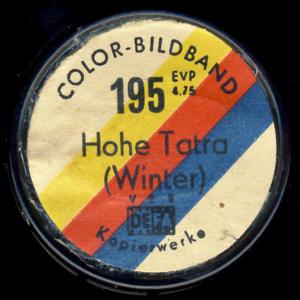 COLOR-BILDBAND
195 EVP
4.75
Hohe Tatra
(Winter)
VEB
DEFA
Kopierwerke